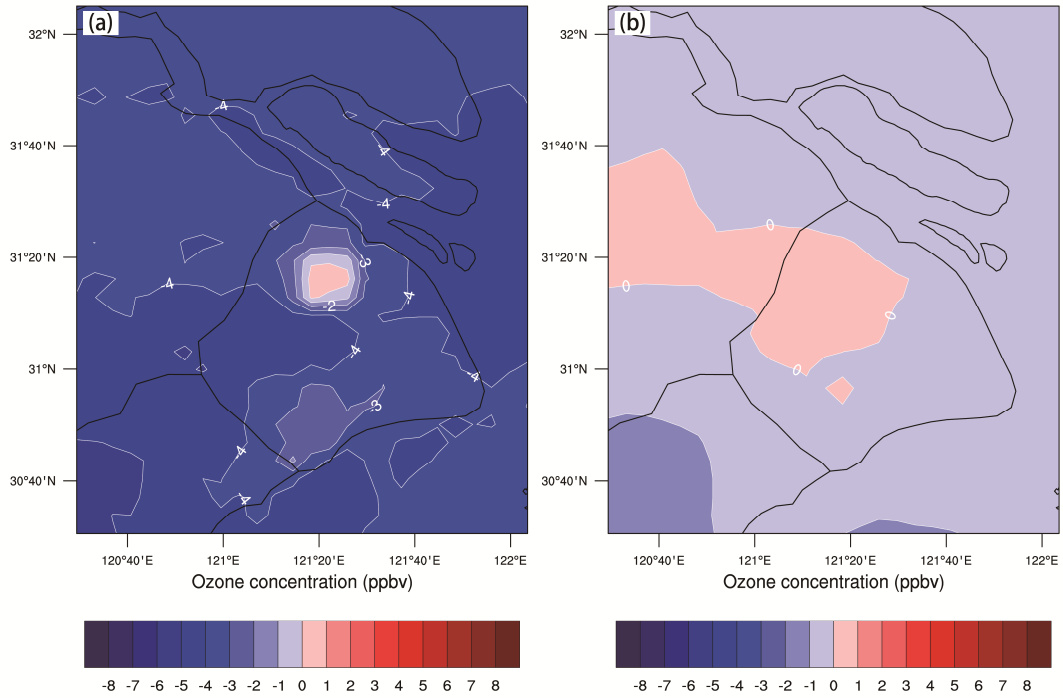 (a)
32°N
31°40'N
31°20'N
31°N
30°40'N
-4
-4
-4
-3
-4
-4
-2
-4
-4
-3
-4
-4
120°40'E 121°E 121°20'E 121°40'E 122°E
Ozone concentration (ppbv)
-8 -7 -6 -5 -4 -3 -2 -1 0 1 2 3 4 5 6 7 8
(b)
32°N
31°40'N
31°20'N
31°N
30°40'N
0
0
0
0
120°40'E 121°E 121°20'E 121°40'E 122°E
Ozone concentration (ppbv)
-8 -7 -6 -5 -4 -3 -2 -1 0 1 2 3 4 5 6 7 8